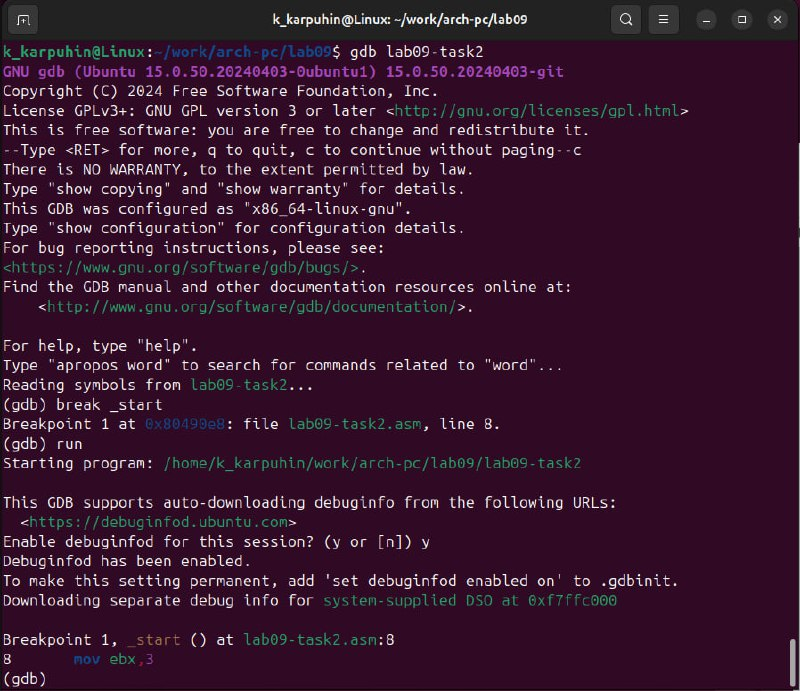 k_karpuhin@Linux: ~/work/arch-pc/lab09
k_karpuhin@Linux:~/work/arch-pc/lab09$ gdb lab09-task2
GNU gdb (Ubuntu 15.0.50.20240403-0ubuntu1) 15.0.50.20240403-git
Copyright (C) 2024 Free Software Foundation, Inc.
License GPLv3+: GNU GPL version 3 or later <http://gnu.org/licenses/gpl.html>
This is free software: you are free to change and redistribute it.
--Type <RET> for more, q to quit, c to continue without paging--c
There is NO WARRANTY, to the extent permitted by law.
Type "show copying" and "show warranty" for details.
This GDB was configured as "x86_64-linux-gnu".
Type "show configuration" for configuration details.
For bug reporting instructions, please see:
<https://www.gnu.org/software/gdb/bugs/>.
Find the GDB manual and other documentation resources online at:
    <http://www.gnu.org/software/gdb/documentation/>.

For help, type "help".
Type "apropos word" to search for commands related to "word"...
Reading symbols from lab09-task2...
(gdb) break _start
Breakpoint 1 at 0x80490e8: file lab09-task2.asm, line 8.
(gdb) run
Starting program: /home/k_karpuhin/work/arch-pc/lab09/lab09-task2

This GDB supports auto-downloading debuginfo from the following URLs:
  <https://debuginfod.ubuntu.com>
Enable debuginfod for this session? (y or [n]) y
Debuginfod has been enabled.
To make this setting permanent, add 'set debuginfod enabled on' to .gdbinit.
Downloading separate debug info for system-supplied DSO at 0xf7ffc000

Breakpoint 1, _start () at lab09-task2.asm:8
8       mov ebx,3
(gdb)